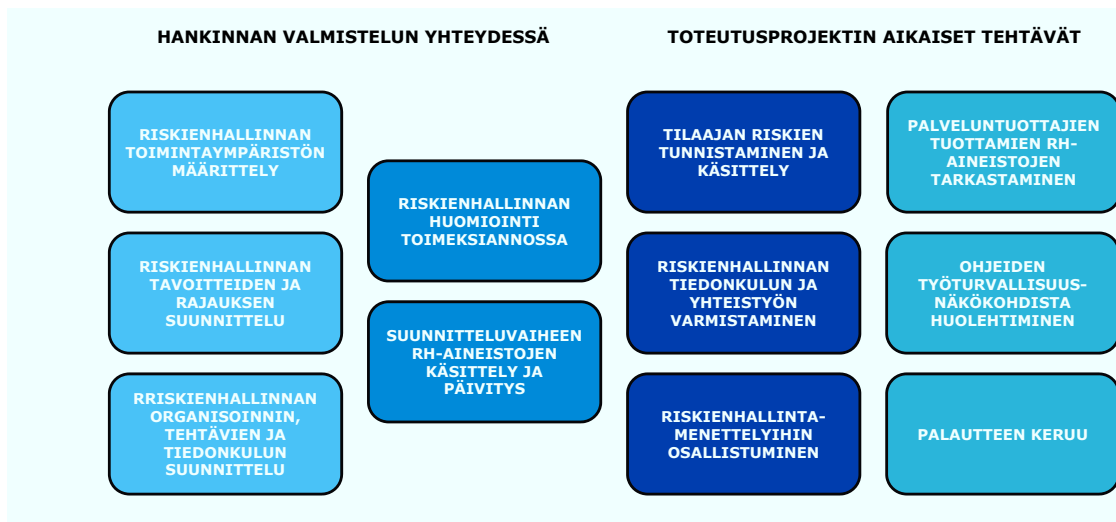 HANKINNAN VALMISTELUN YHTEYDESSÄ
RISKIENHALLINNAN
TOIMINTAYMPÄRISTÖN
MÄÄRITTELY
RISKIENHALLINNAN
TAVOITTEIDEN JA
RAJAUKSEN
SUUNNITTELU
RRISKIENHALLINNAN
ORGANISOINNIN,
TEHTÄVIEN JA
TIEDONKULUN
SUUNNITTELU
RISKIENHALLINNAN
HUOMIOINTI
TOIMEKSIANNOSSA
SUUNNITTELUVAIHEEN
RH-AINEISTOJEN
KÄSITTELY JA
PÄIVITYS
TOTEUTUSPROJEKTIN AIKAISET TEHTÄVÄT
TILAAJAN RISKIEN
TUNNISTAMINEN JA
KÄSITTELY
RISKIENHALLINNAN
TIEDONKULUN JA
YHTEISTYÖN
VARMISTAMINEN
RISKIENHALLINTA-
MENETTELYIHIN
OSALLISTUMINEN
PALVELUNTUOTTAJIEN
TUOTTAMIEN RH-
AINEISTOJEN
TARKASTAMINEN
OHJEIDEN
TYÖTURVALLISUUS-
NÄKÖKOHDISTA
HUOLEHTIMINEN
PALAUTTEEN KERUU